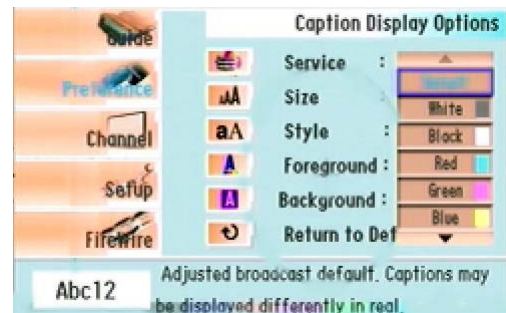 Caption Display Options
Guide
Preference
Channel
Setup
FireWire
Service :
Size
Style :
Foreground :
Background :
Return to Def
Default
White
Black
Red
Green
Blue
Abc12
Adjusted broadcast default. Captions may
be displayed differently in real.